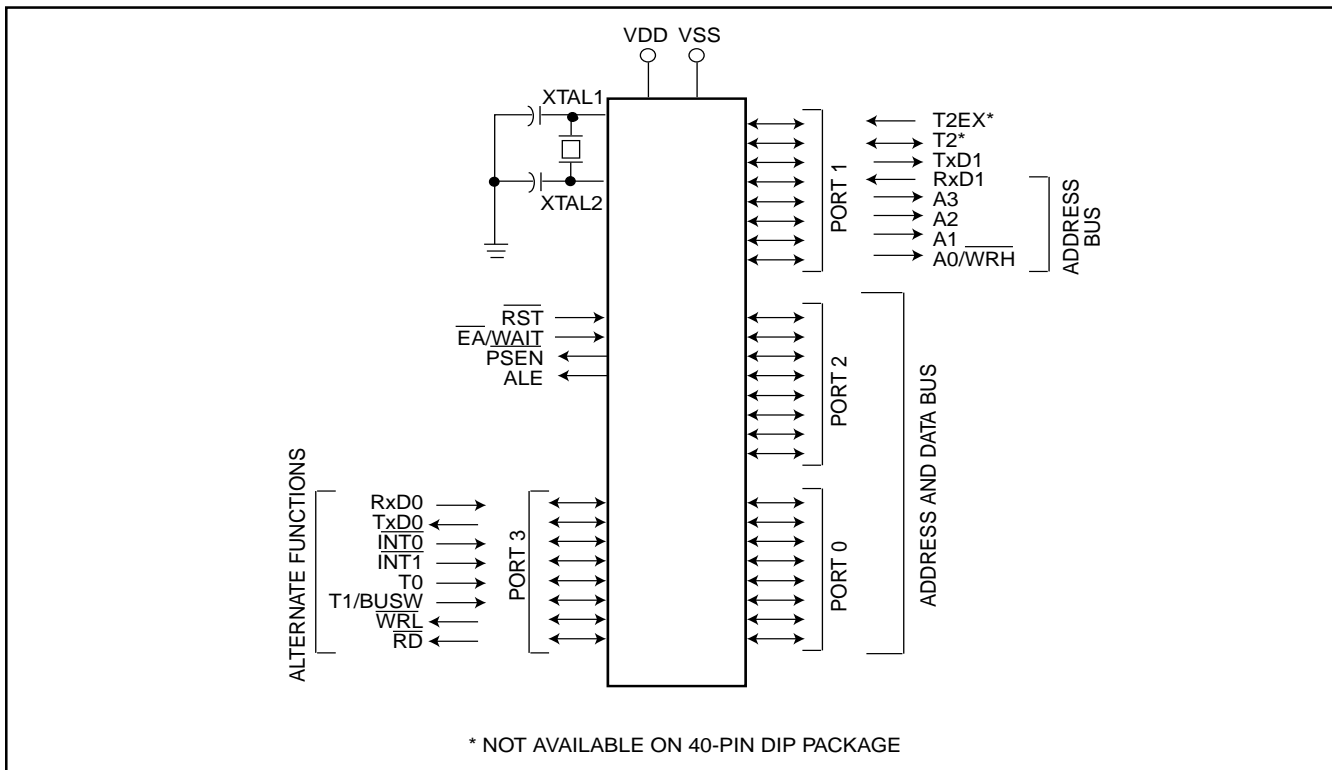 VDD VSS
XTAL1
XTAL2
T2EX*
T2*
TxD1
RxD1
A3
A2
A1
A0/WRH
PORT 1
ADDRESS
BUS
RST
EA/WAIT
PSEN
ALE
PORT 2
ADDRESS AND DATA BUS
ALTERNATE FUNCTIONS
RxD0
TxD0
INT0
INT1
T0
T1/BUSW
WRL
RD
PORT 3
PORT 0
* NOT AVAILABLE ON 40-PIN DIP PACKAGE